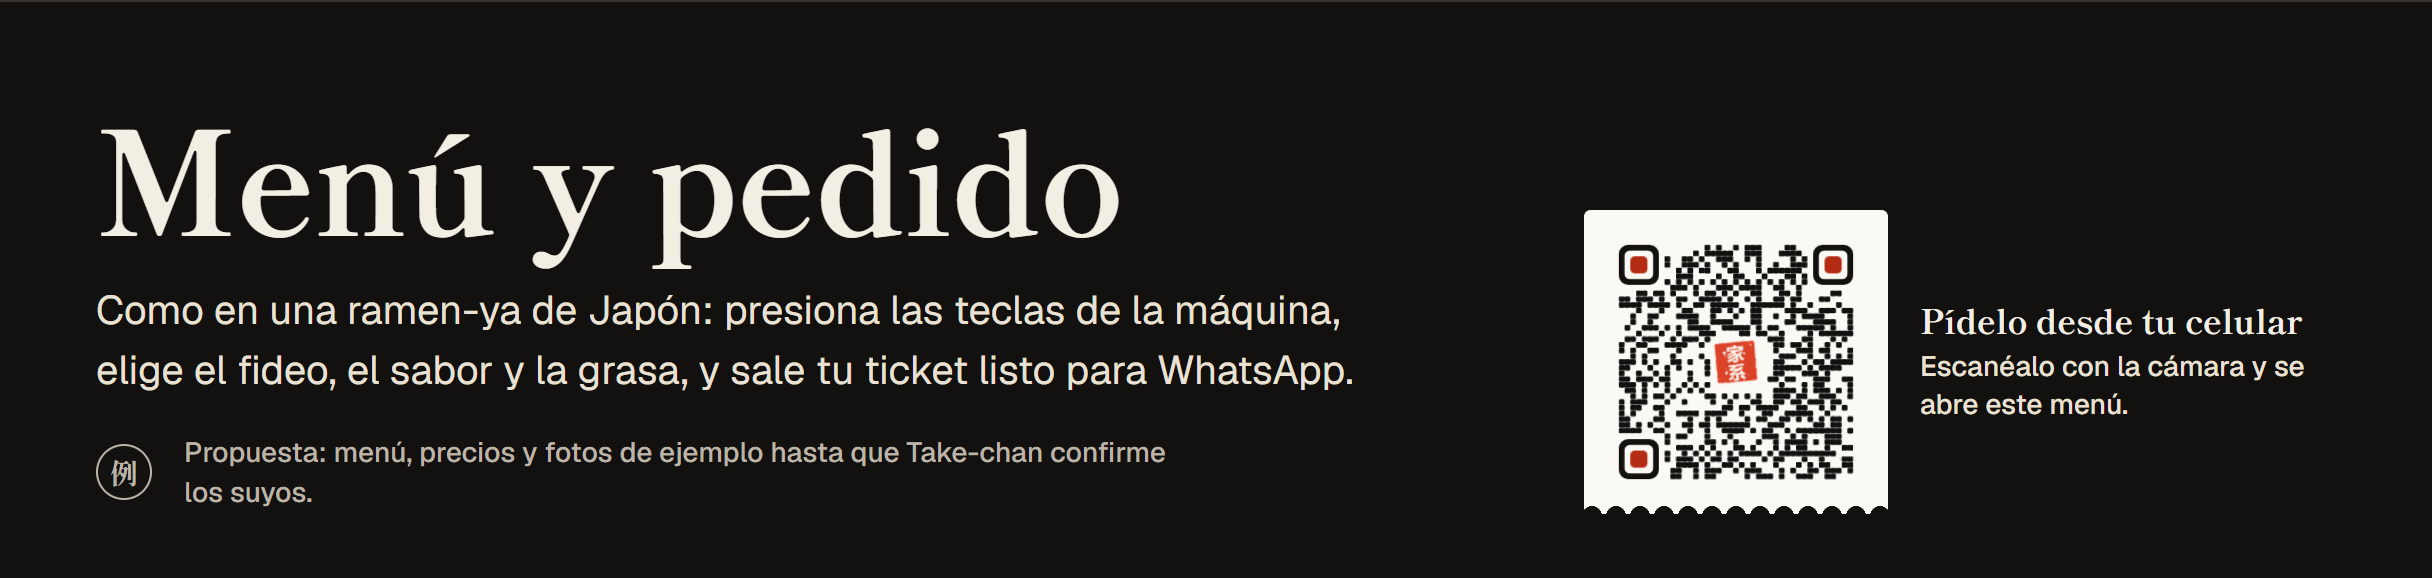 Menú y pedido
Como en una ramen-ya de Japón: presiona las teclas de la máquina,
elige el fideo, el sabor y la grasa, y sale tu ticket listo para WhatsApp.
例
Propuesta: menú, precios y fotos de ejemplo hasta que Take-chan confirme
los suyos.
家系
Pídelo desde tu celular
Escanéalo con la cámara y se
abre este menú.